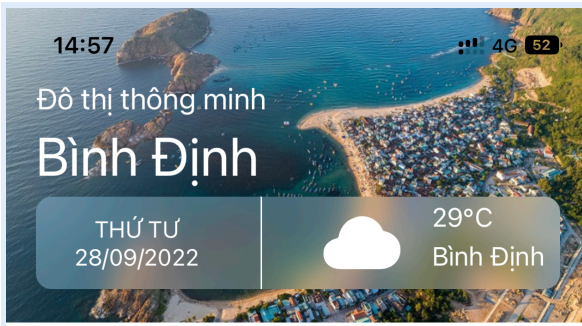 14:57 4G 52
Đô thị thông minh
Bình Định
THỨ TƯ
28/09/2022
29°C
Bình Định